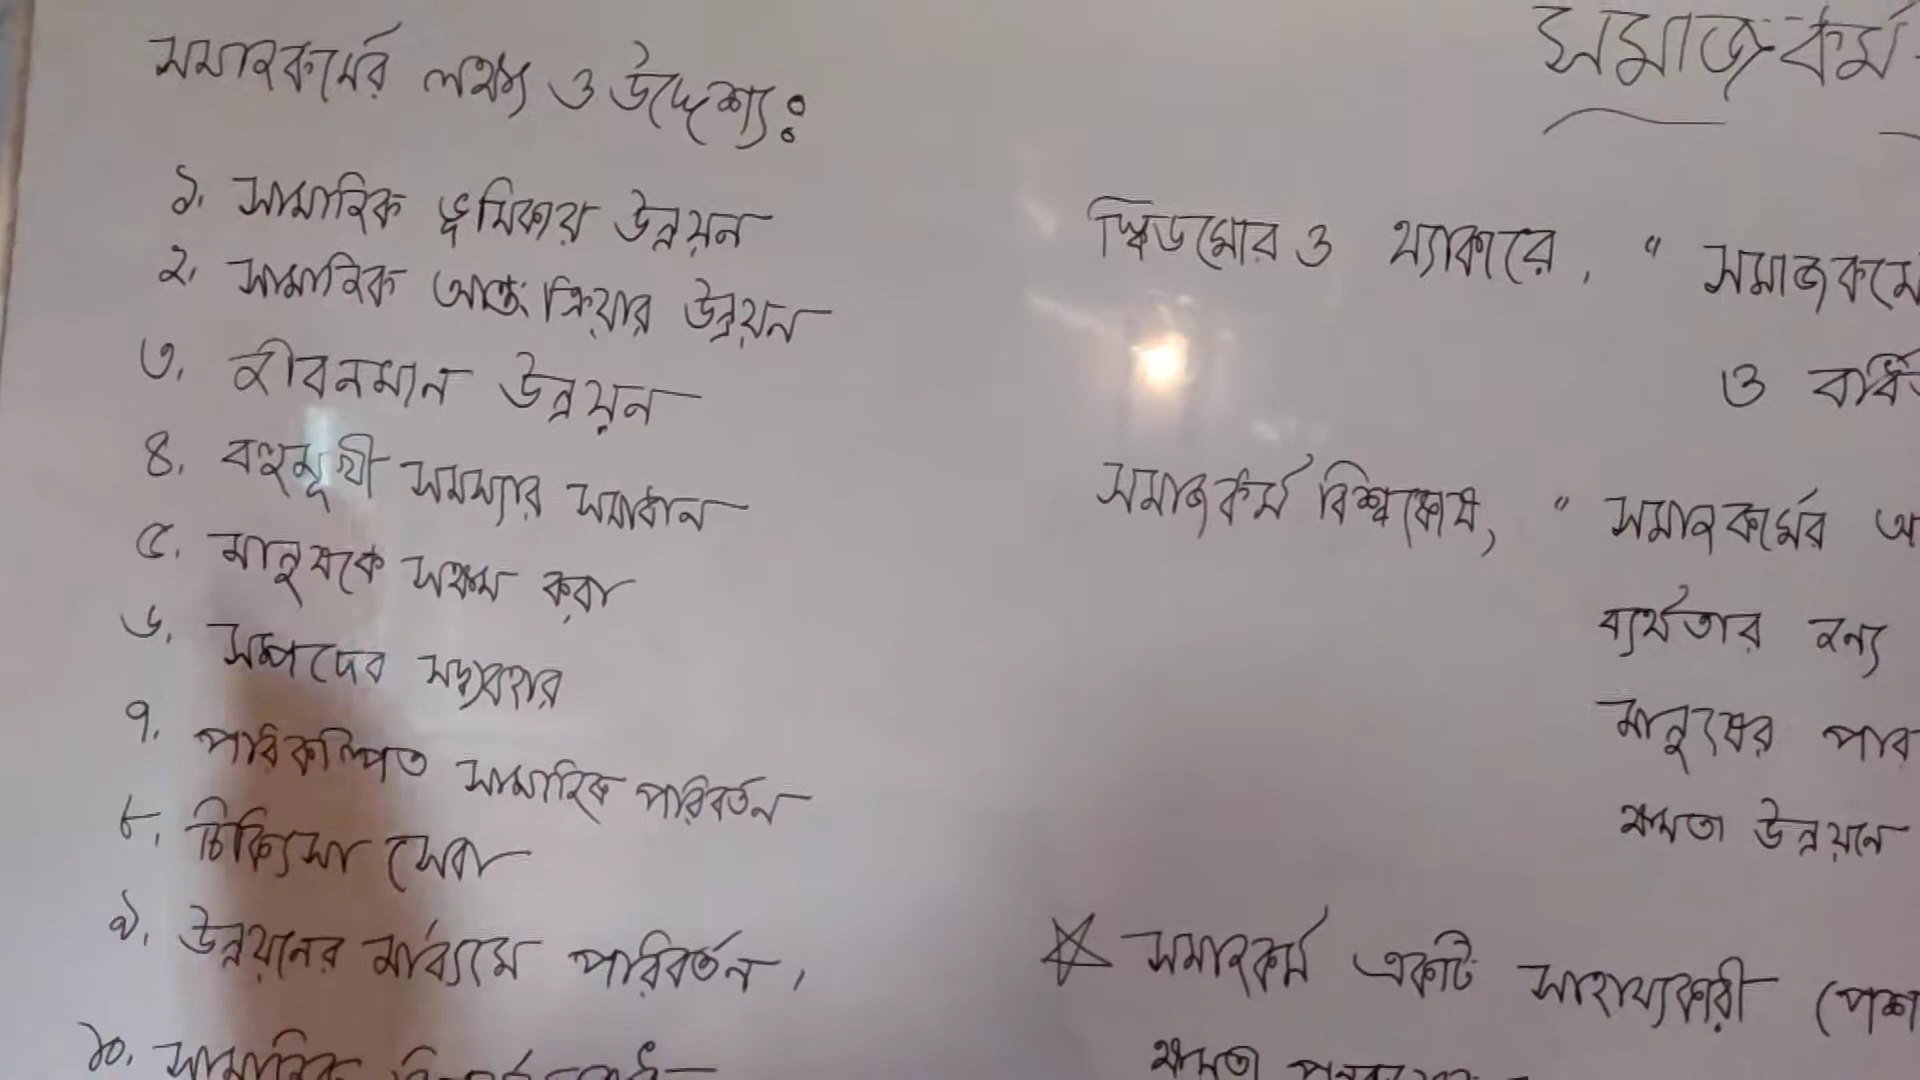 সমাজকর্মের লক্ষ্য ও উদ্দেশ্যঃ
১. সামাজিক ভূমিকার উন্নয়ন
২. সামাজিক আন্তঃক্রিয়ার উন্নয়ন
৩. জীবনমান উন্নয়ন
৪. বহুমূখী সমস্যার সমাধান
৫. মানুষকে সক্ষম করা
৬. সম্পদের সদ্ব্যবহার
৭. পরিকল্পিত সামাজিক পরিবর্তন
৮. চিকিৎসা সেবা
৯. উন্নয়নের মাধ্যমে পরিবর্তন,
১০. সামাজিক
সমাজকর্ম
স্কিডমোর ও থ্যাকারে, " সমাজকর্মে
ও
সমাজকর্ম বিশ্বকোষ, " সমাজকর্মের
ব্যর্থতার জন্য
মানুষের
ক্ষমতা উন্নয়নে
সমাজকর্ম একটি সাহায্যকারী পেশা
ক্ষমতা